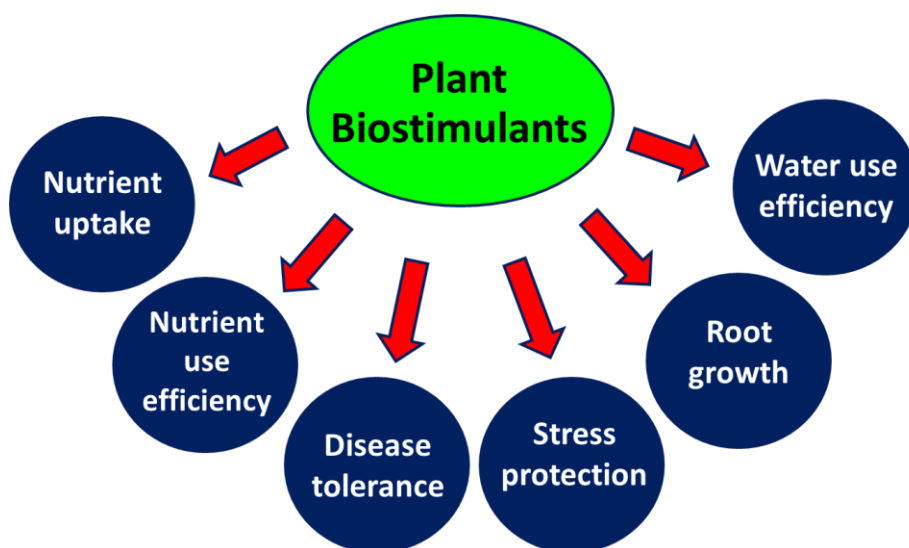 Plant
Biostimulants
Nutrient
uptake
Nutrient
use
efficiency
Disease
tolerance
Stress
protection
Root
growth
Water use
efficiency